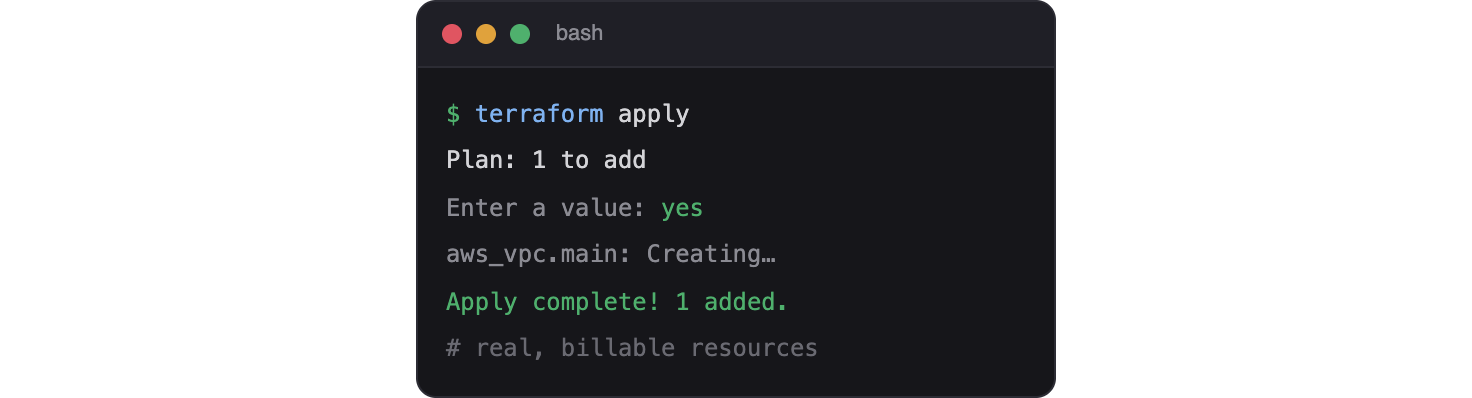 bash
$ terraform apply
Plan: 1 to add
Enter a value: yes
aws_vpc.main: Creating…
Apply complete! 1 added.
# real, billable resources